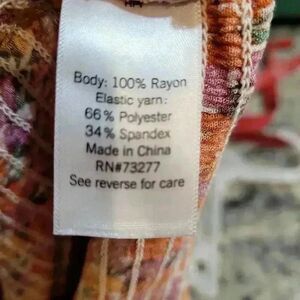 Body: 100% Rayon
Elastic yarn:
66% Polyester
34% Spandex
Made in China
RN#73277
See reverse for care